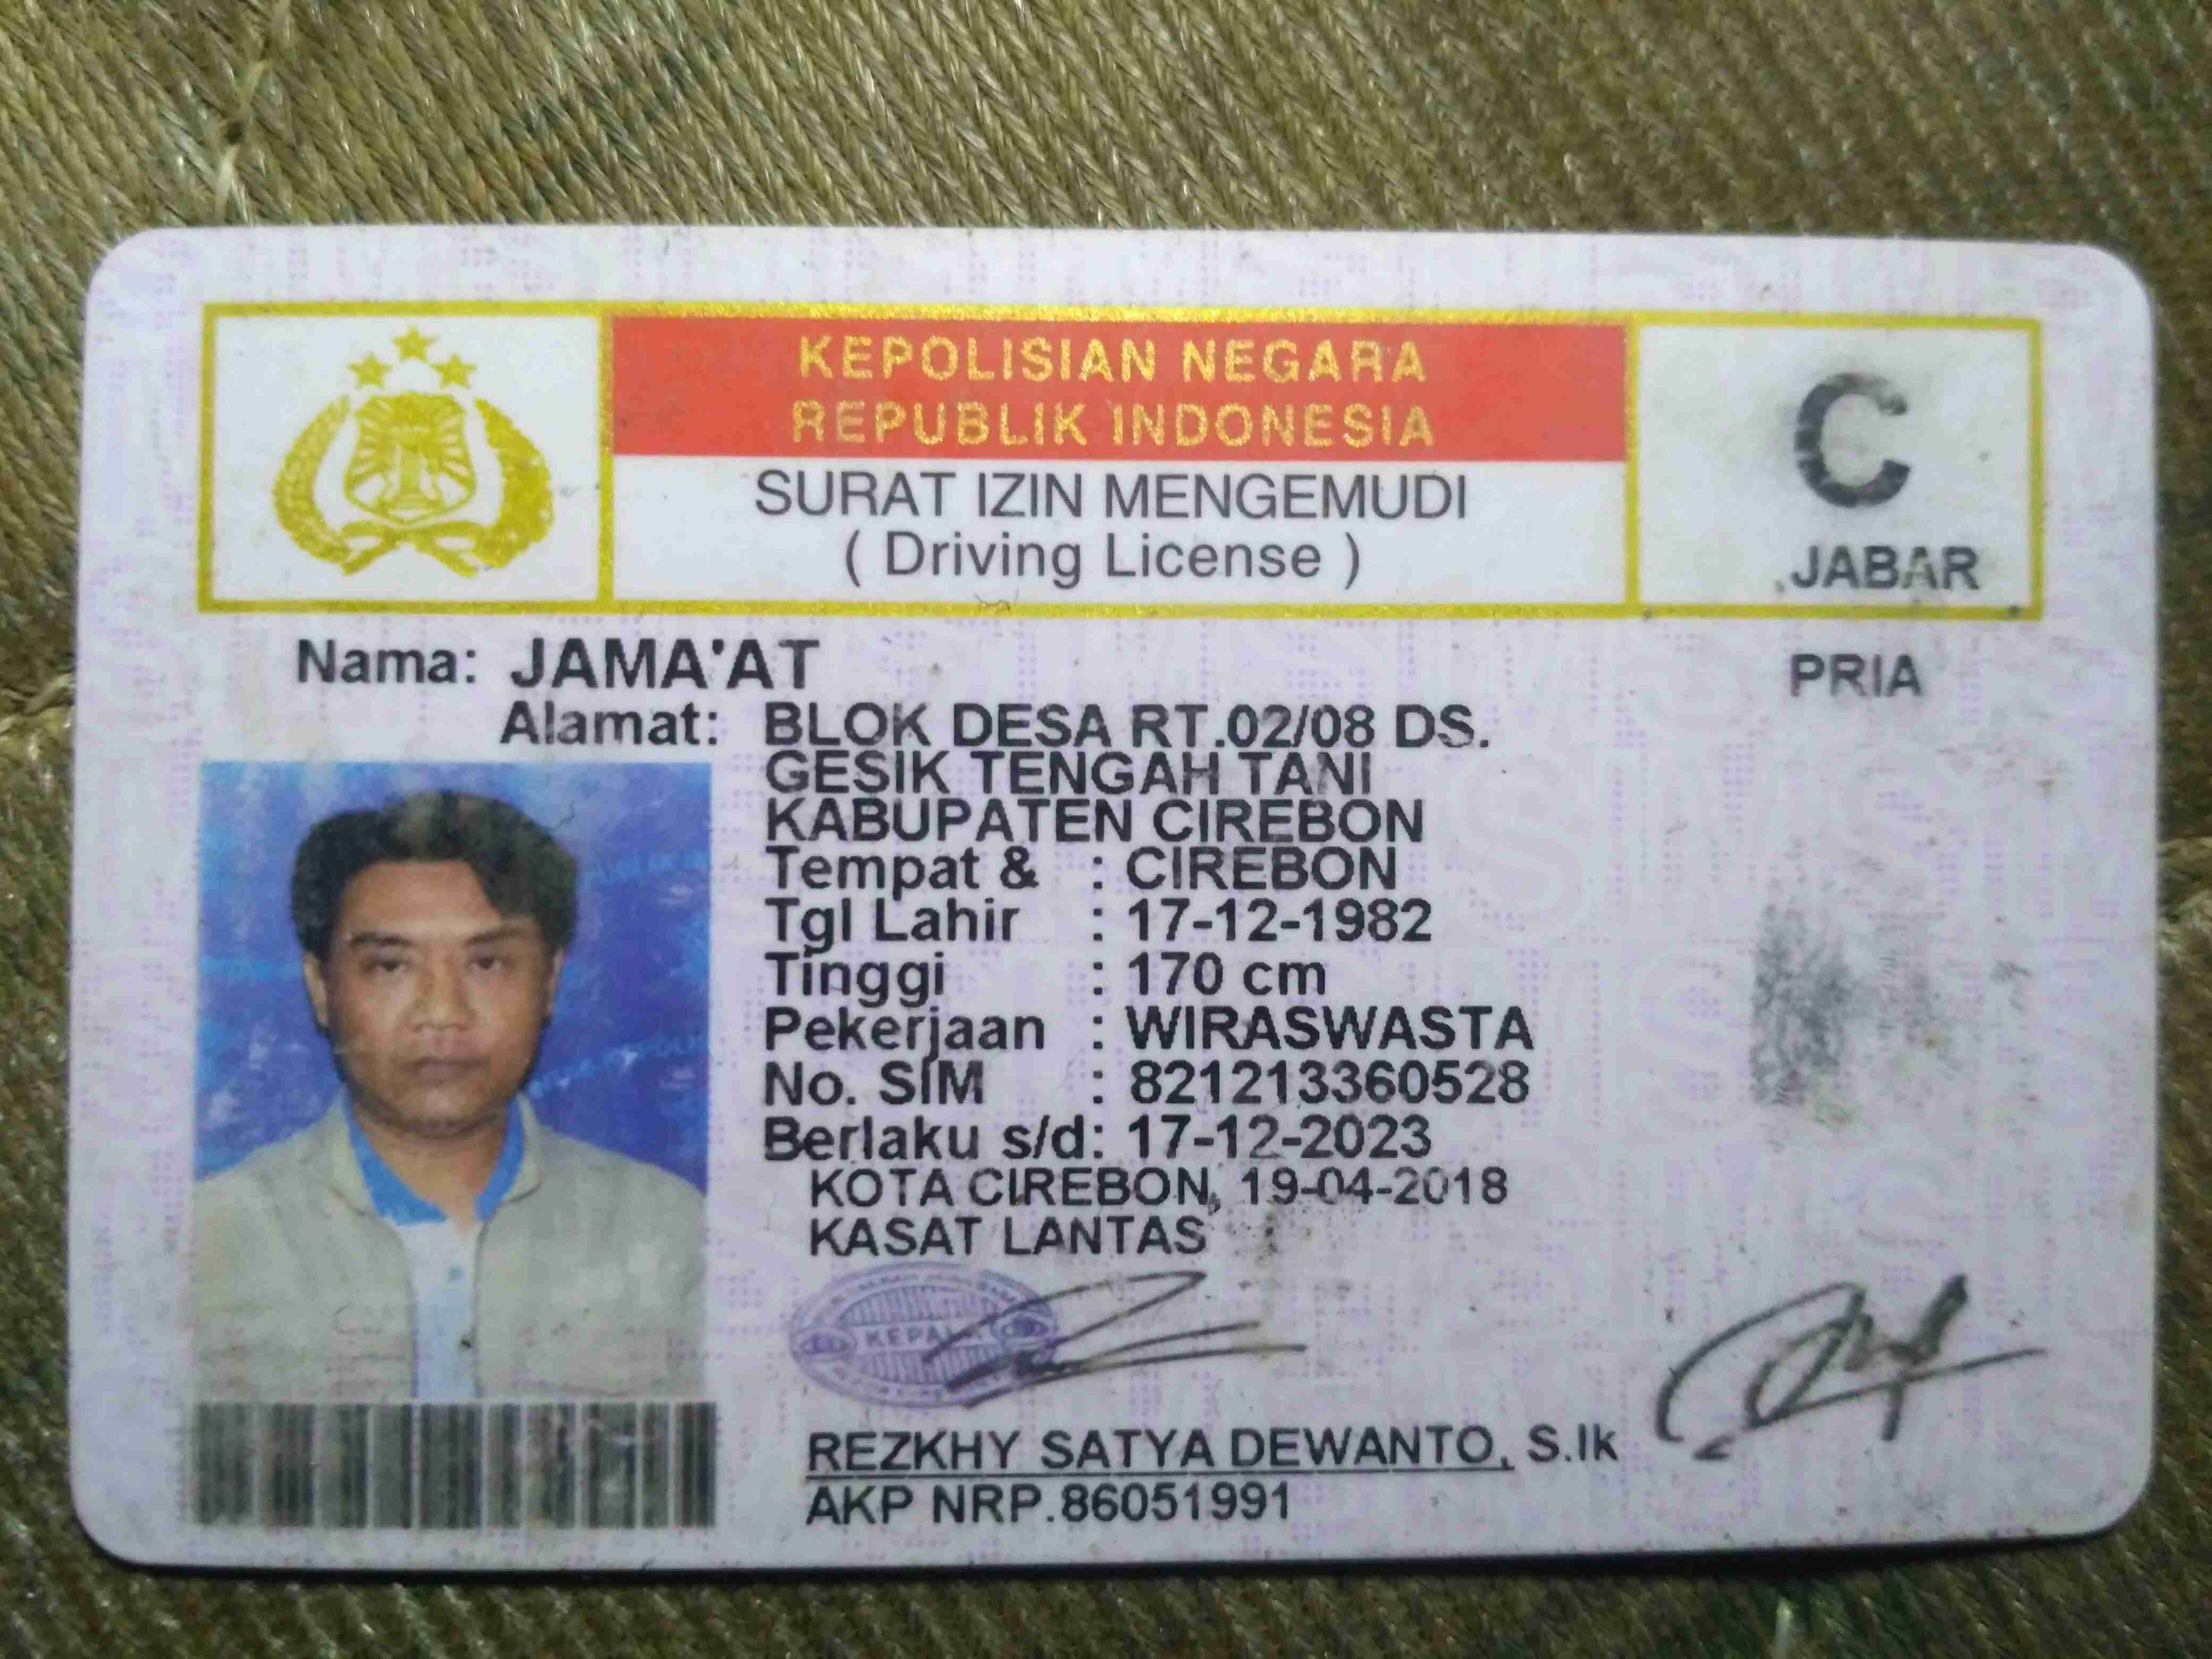 KEPOLISIAN NEGARA
REPUBLIK INDONESIA
SURAT IZIN MENGEMUDI
( Driving License )
C
JABAR
Nama: JAMA'AT
PRIA
Alamat: BLOK DESA RT.02/08 DS.
GESIK TENGAH TANI
KABUPATEN CIREBON
Tempat & : CIREBON
Tgl Lahir : 17-12-1982
Tinggi : 170 cm
Pekerjaan : WIRASWASTA
No. SIM : 821213360528
Berlaku s/d: 17-12-2023
KOTA CIREBON, 19-04-2018
KASAT LANTAS
REZKHY SATYA DEWANTO, S.Ik
AKP NRP.86051991